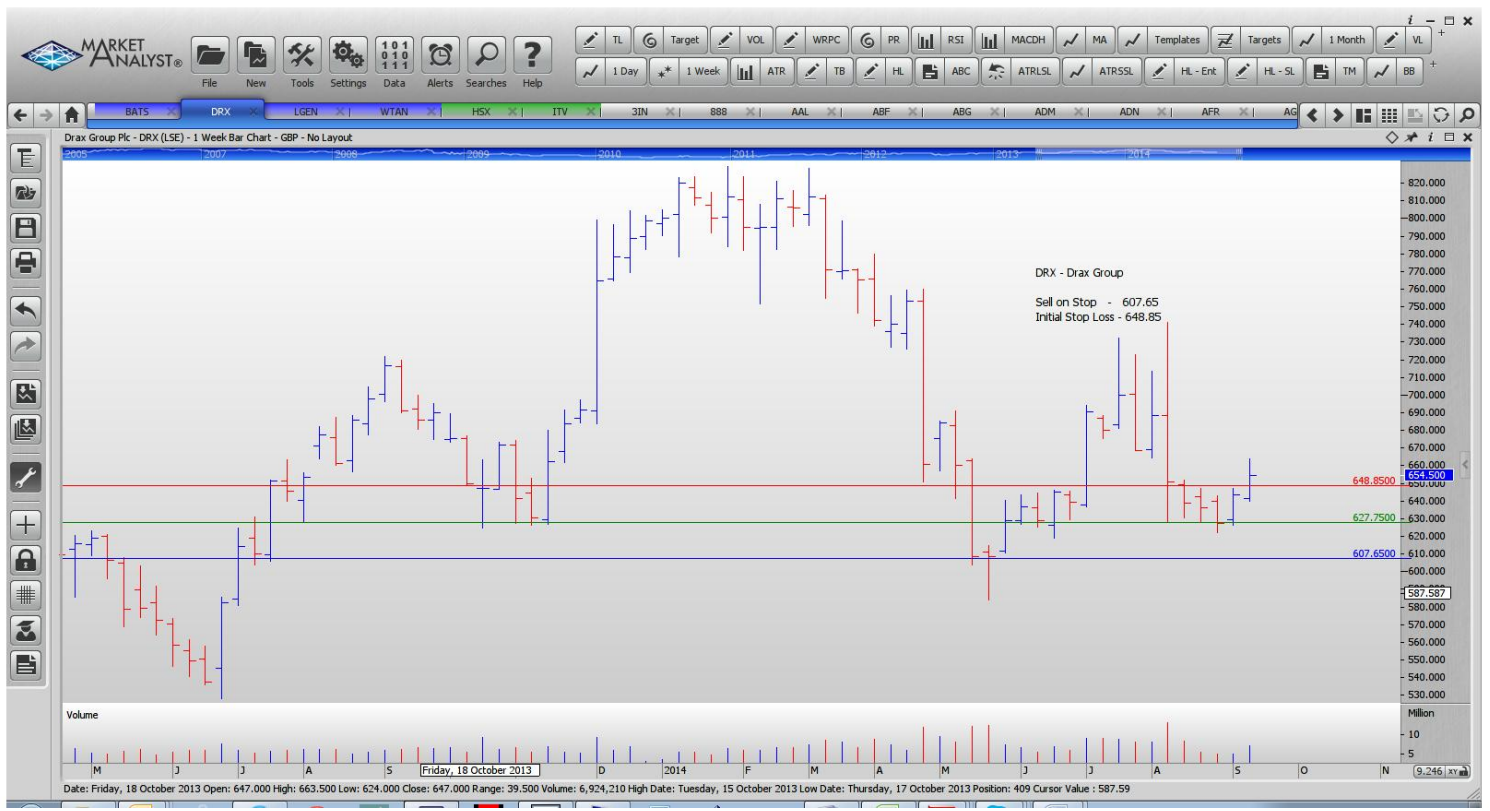 MARKET
ANALYST®
File New Tools Settings Data Alerts Searches Help
TL Target VOL WRPC PR RSI MACDH MA Templates Targets 1 Month VL
1 Day 1 Week ATR TB HL ABC ATRLSL ATRSSL HL - Ent HL - SL TM BB
BATS DRX LGEN WTAN HSX ITV 3IN 888 AAL ABF ABG ADM ADN AFR AG
Drax Group Plc - DRX (LSE) - 1 Week Bar Chart - GBP - No Layout
2005 2007 2008 2009 2010 2011 2012 2013 2014
820.000
810.000
800.000
790.000
780.000
DRX - Drax Group
770.000
760.000
Sell on Stop - 607.65
750.000
Initial Stop Loss - 648.85
740.000
730.000
720.000
710.000
700.000
690.000
680.000
670.000
660.000
654.500
648.8500
650.000
640.000
627.7500
630.000
620.000
607.6500
610.000
600.000
587.587
580.000
570.000
560.000
550.000
540.000
530.000
Volume
Million
10
5
M J J A S Friday, 18 October 2013 D 2014 F M A M J J A S O N 9.246 XY
Date: Friday, 18 October 2013 Open: 647.000 High: 663.500 Low: 624.000 Close: 647.000 Range: 39.500 Volume: 6,924,210 High Date: Tuesday, 15 October 2013 Low Date: Thursday, 17 October 2013 Position: 409 Cursor Value : 587.59